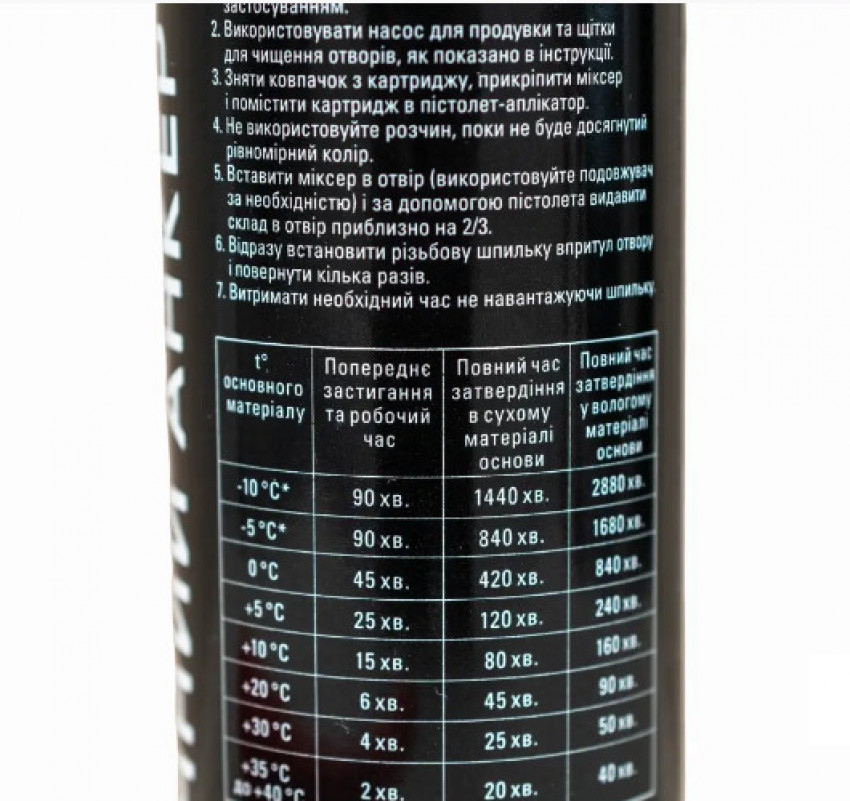 застосуванням.
2. Використовувати насос для продувки та щітки
для чищення отворів, як показано в інструкції.
3. Зняти ковпачок з картриджу, прикріпити міксер
і помістити картридж в пістолет-аплікатор.
4. Не використовуйте розчин, поки не буде досягнутий
рівномірний колір.
5. Вставити міксер в отвір (використовуйте подовжувач
за необхідністю) і за допомогою пістолета видавити
склад в отвір приблизно на 2/3.
6. Відразу встановити різьбову шпильку впритул отвору
і повернути кілька разів.
7. Витримати необхідний час не навантажуючи шпильку.
t°. основного матеріалу Попереднє застигання та робочий час Повний час затвердіння в сухому матеріалі основи Повний час затвердіння у вологому матеріалі основи
-10°C* 90 хв. 1440 хв. 2880 хв.
-5°C* 90 хв. 840 хв. 1680 хв.
0°C 45 хв. 420 хв. 840 хв.
+5°C 25 хв. 120 хв. 240 хв.
+10°C 15 хв. 80 хв. 160 хв.
+20°C 6 хв. 45 хв. 90 хв.
+30°C 4 хв. 25 хв. 50 хв.
+35°C до +40°C 2 хв. 20 хв. 40 хв.
АНКЕР